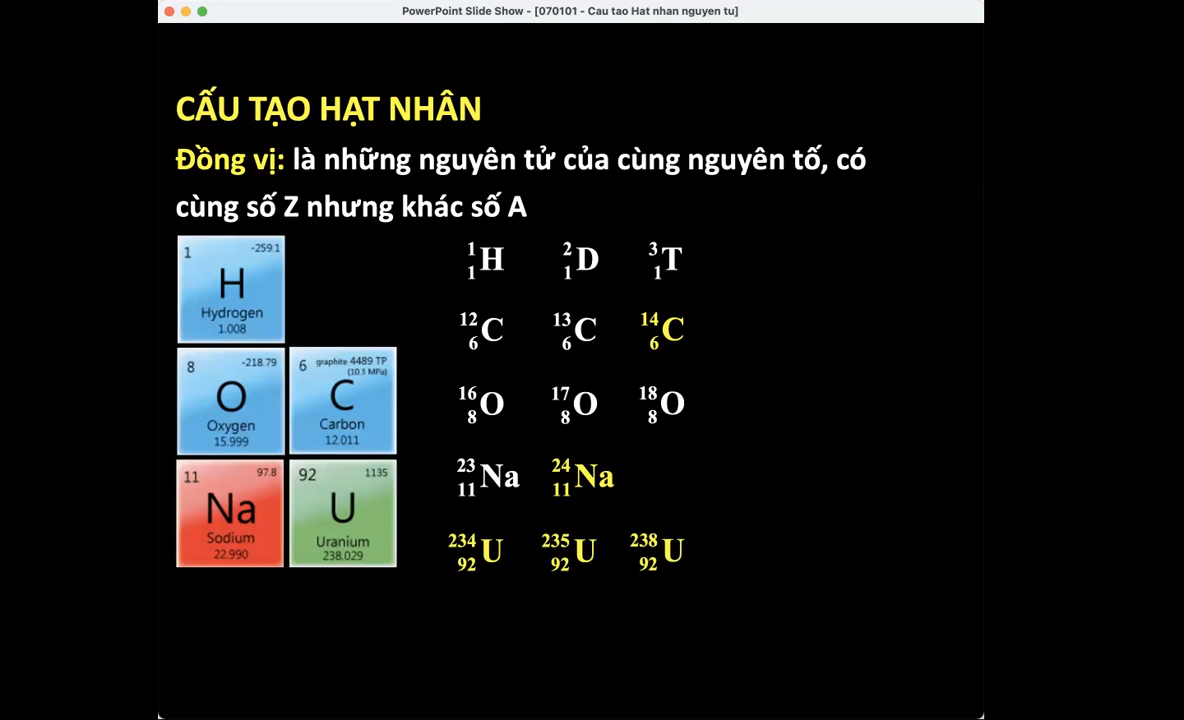 PowerPoint Slide Show - [070101 - Cau tao Hat nhan nguyen tu]
CẤU TẠO HẠT NHÂN
Đồng vị: là những nguyên tử của cùng nguyên tố, có
cùng số Z nhưng khác số A
1 -259.1
H
Hydrogen
1.008
8 -218.79
O
Oxygen
15.999
6 graphite 4489 TP
(10.3 MPa)
C
Carbon
12.011
11 97.8
Na
Sodium
22.990
92 1135
U
Uranium
238.029
¹₁H ²₁D ³₁T
¹²₆C ¹³₆C ¹⁴₆C
¹⁶₈O ¹⁷₈O ¹⁸₈O
²³₁₁Na ²⁴₁₁Na
²³⁴₉₂U ²³⁵₉₂U ²³⁸₉₂U